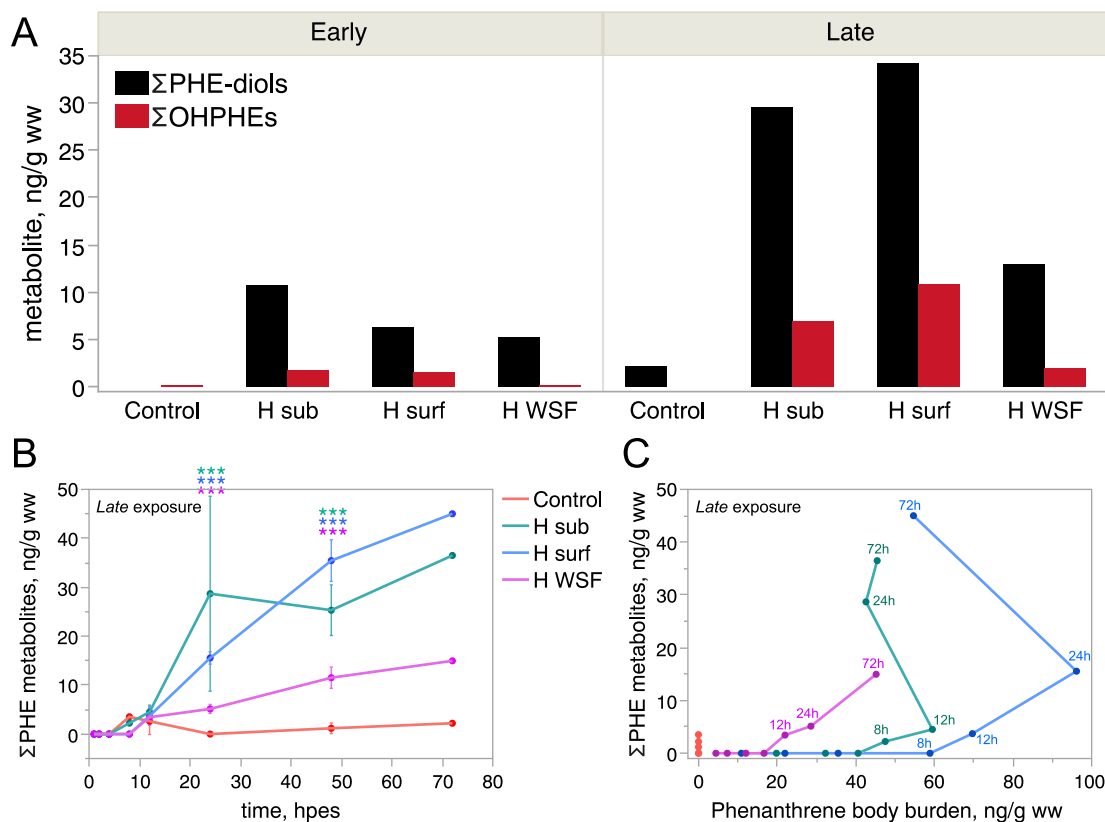 A
Early
Late
ΣPHE-diols
ΣOHPHEs
metabolite, ng/g ww
35
30
25
20
15
10
5
0
Control
H sub
H surf
H WSF
Control
H sub
H surf
H WSF
B
***
***
***
***
***
***
Late exposure
ΣPHE metabolites, ng/g ww
50
40
30
20
10
0
0
10
20
30
40
50
60
70
80
time, hpes
Control
H sub
H surf
H WSF
C
Late exposure
ΣPHE metabolites, ng/g ww
50
40
30
20
10
0
72h
72h
24h
72h
24h
24h
12h
12h
8h
8h
12h
0
20
40
60
80
100
Phenanthrene body burden, ng/g ww